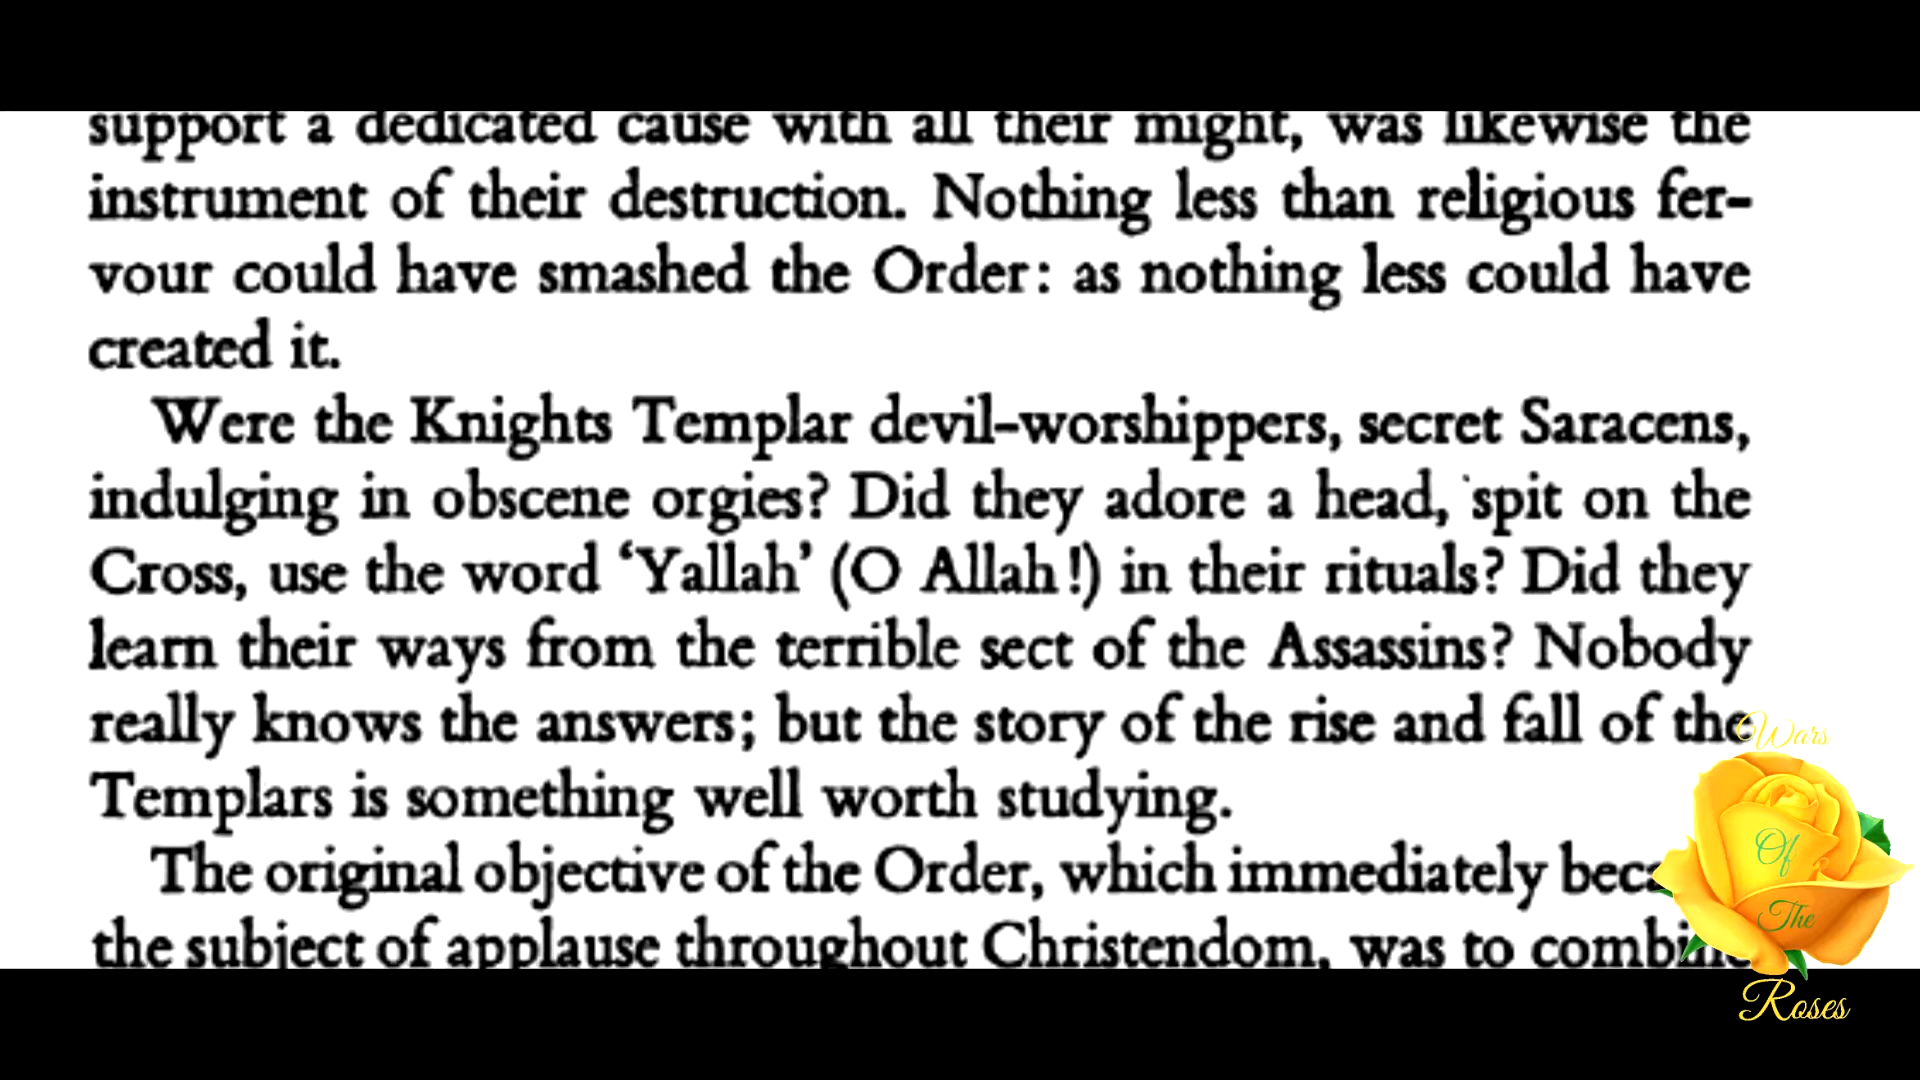 support a dedicated cause with all their might, was likewise the
instrument of their destruction. Nothing less than religious fer-
vour could have smashed the Order: as nothing less could have
created it.
Were the Knights Templar devil-worshippers, secret Saracens,
indulging in obscene orgies? Did they adore a head, spit on the
Cross, use the word ‘Yallah’ (O Allah!) in their rituals? Did they
learn their ways from the terrible sect of the Assassins? Nobody
really knows the answers; but the story of the rise and fall of the
Templars is something well worth studying.
The original objective of the Order, which immediately
the subject of applause throughout Christendom, was to combine
Wars
Of
The
Roses